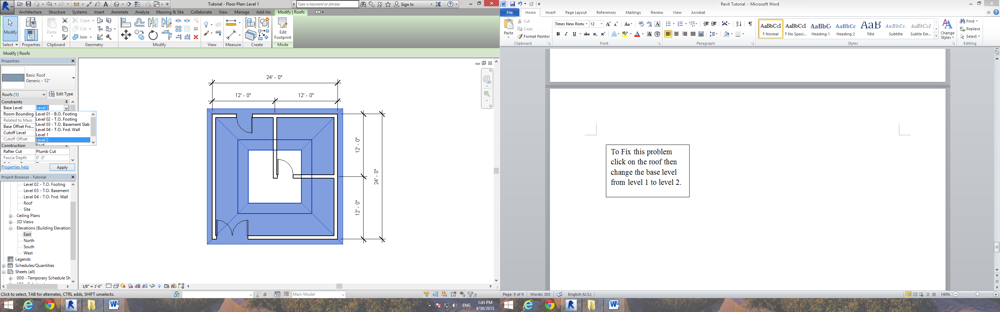 Tutorial - Floor Plan: Level 1
Type a keyword or phrase
Sign In
Architecture Structure Systems Insert Annotate Analyze Massing & Site Collaborate View Manage Add-Ins Modify | Roofs
Modify
Paste
Cope
Cut
Join
Edit Footprint
Select Properties Clipboard Geometry Modify View Measure Create Mode
Modify | Roofs
Properties
Basic Roof
Generic - 12"
Roofs (1) Edit Type
Constraints
Base Level Level 2
Room Bounding
Related to Mass
Base Offset Fro...
Cutoff Level
Cutoff Offset
Level 01 - B.O. Footing
Level 02 - T.O. Footing
Level 03 - T.O. Basement Slab
Level 04 - T.O. Fnd. Wall
Level 1
Level 2
Roof
Construction
Rafter Cut Plumb Cut
Fascia Depth 0' 0"
Properties help Apply
Project Browser - Tutorial
Level 02 - T.O. Footing
Level 03 - T.O. Basement
Level 04 - T.O. Fnd. Wall
Roof
Site
Ceiling Plans
3D Views
Elevations (Building Elevation
East
North
South
West
Legends
Schedules/Quantities
Sheets (all)
000 - Temporary Schedule Sh
24' - 0"
12' - 0" 12' - 0"
12' - 0"
24' - 0"
12' - 0"
2D
1/8" = 1'-0"
Click to select, TAB for alternates, CTRL adds, SHIFT unselects.
:0
Main Model
:1
ENG
1:43 PM
4/30/2015
Revit Tutorial - Microsoft Word
File Home Insert Page Layout References Mailings Review View Acrobat
Paste
Cut
Copy
Format Painter
Clipboard
Times New Roma 12
Font
Paragraph
AaBbCcI AaBbCcI AaBbC AaBbCc AaB AaBbCc. AaBbCcI
¶ Normal ¶ No Spaci... Heading 1 Heading 2 Title Subtitle Subtle Em...
Change Styles
Styles
Find
Replace
Select
Editing
To Fix this problem
click on the roof then
change the base level
from level 1 to level 2.
Page: 9 of 9 Words: 303 English (U.S.) 140%